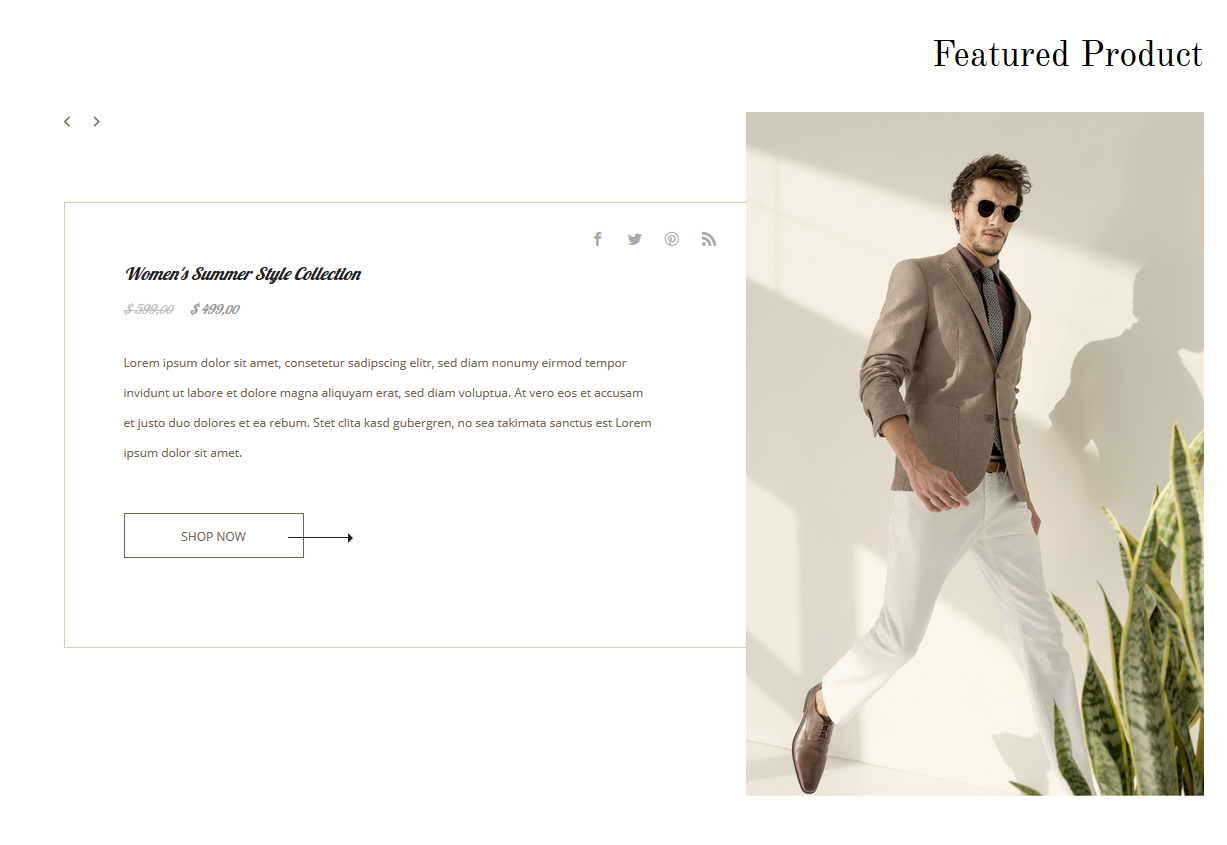 Featured Product
Women's Summer Style Collection
$ 599,00 $ 499,00
Lorem ipsum dolor sit amet, consetetur sadipscing elitr, sed diam nonumy eirmod tempor
invidunt ut labore et dolore magna aliquyam erat, sed diam voluptua. At vero eos et accusam
et justo duo dolores et ea rebum. Stet clita kasd gubergren, no sea takimata sanctus est Lorem
ipsum dolor sit amet.
SHOP NOW